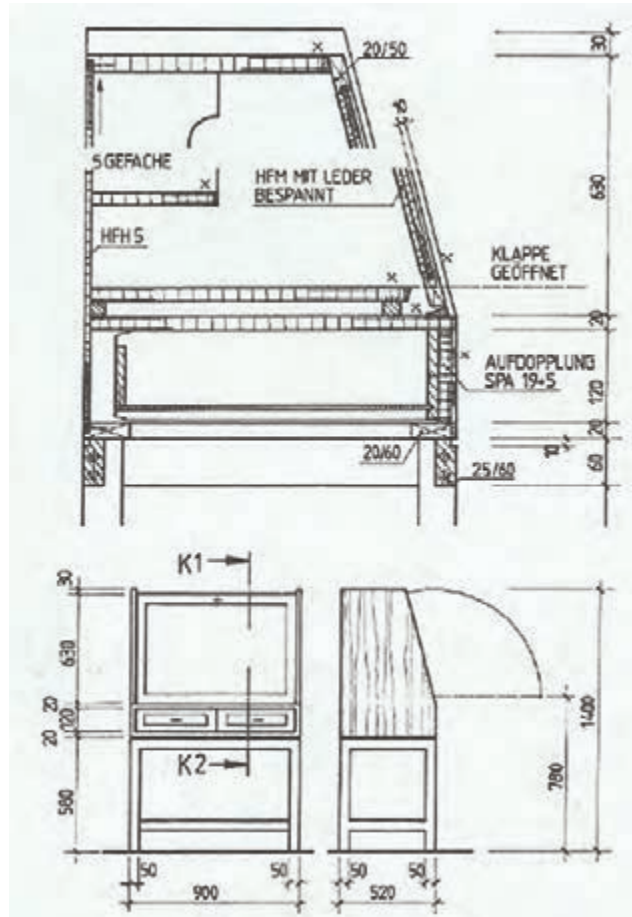 20/50
30
25
5 GEFACHE
HFM MIT LEDER
BESPANNT
630
HFH 5
KLAPPE
GEÖFFNET
20
AUFDOPPLUNG
SPA 19+5
120
20/60
20
10
25/60
60
K1
30
630
20
120
20
K2
580
1400
780
50
50
900
50
50
520